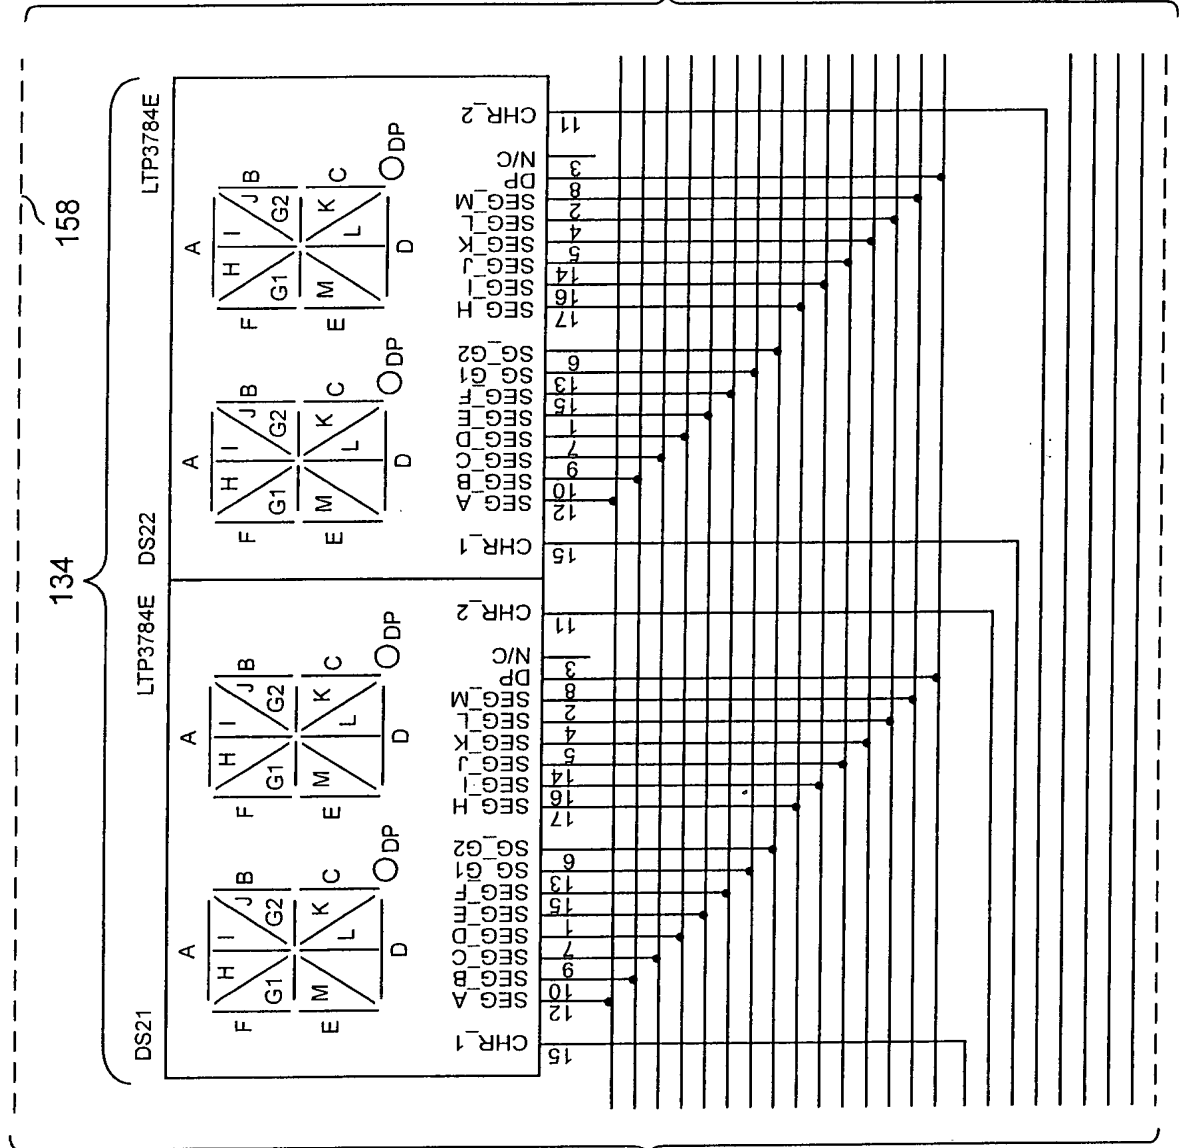 158
134
DS21
LTP3784E
DS22
LTP3784E
A
F
H
I
J
B
G1
G2
E
M
L
K
C
D
DP
A
F
H
I
J
B
G1
G2
E
M
L
K
C
D
DP
A
F
H
I
J
B
G1
G2
E
M
L
K
C
D
DP
A
F
H
I
J
B
G1
G2
E
M
L
K
C
D
DP
CHR_1 15
SEG_A 12
SEG_B 10
SEG_C 9
SEG_D 7
SEG_E 1
SEG_F 15
SG_G1 13
SG_G2 6
SEG_H 17
SEG_I 16
SEG_J 14
SEG_K 5
SEG_L 4
SEG_M 2
DP 8
N/C 3
CHR_2 11
CHR_1 15
SEG_A 12
SEG_B 10
SEG_C 9
SEG_D 7
SEG_E 1
SEG_F 15
SG_G1 13
SG_G2 6
SEG_H 17
SEG_I 16
SEG_J 14
SEG_K 5
SEG_L 4
SEG_M 2
DP 8
N/C 3
CHR_2 11